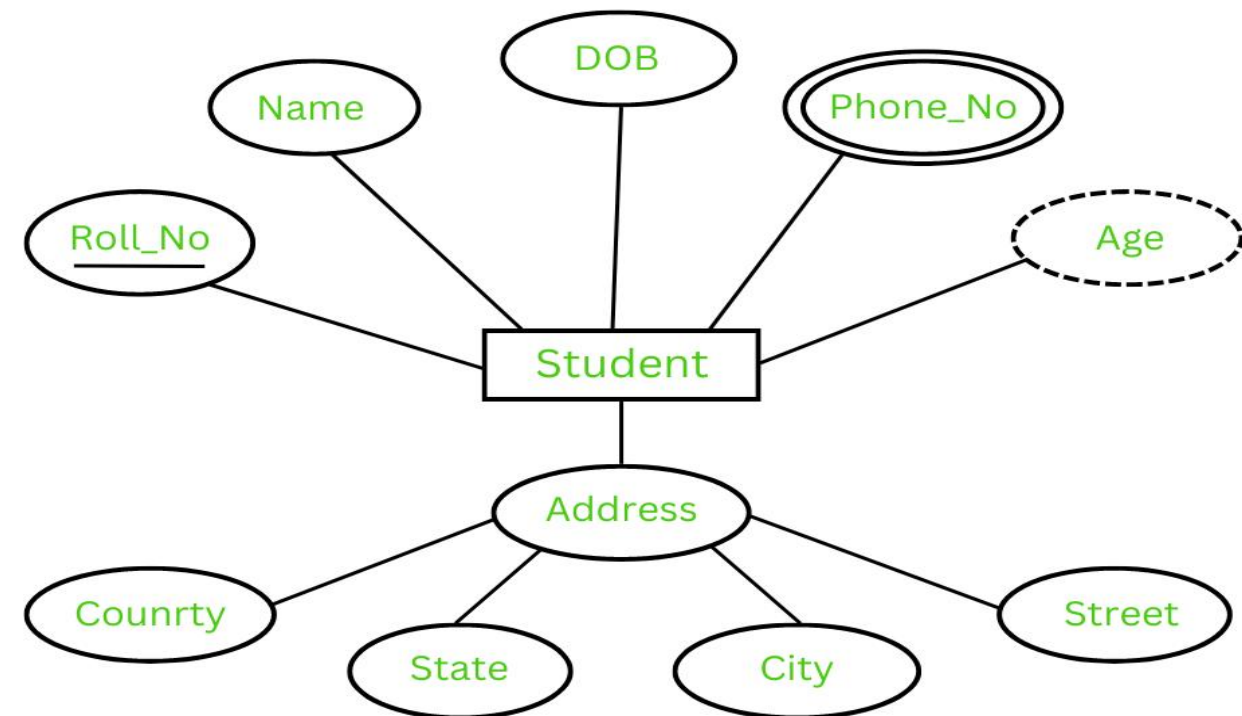 DOB
Name
Phone_No
Roll_No
Age
Student
Address
Counrty
Street
State
City